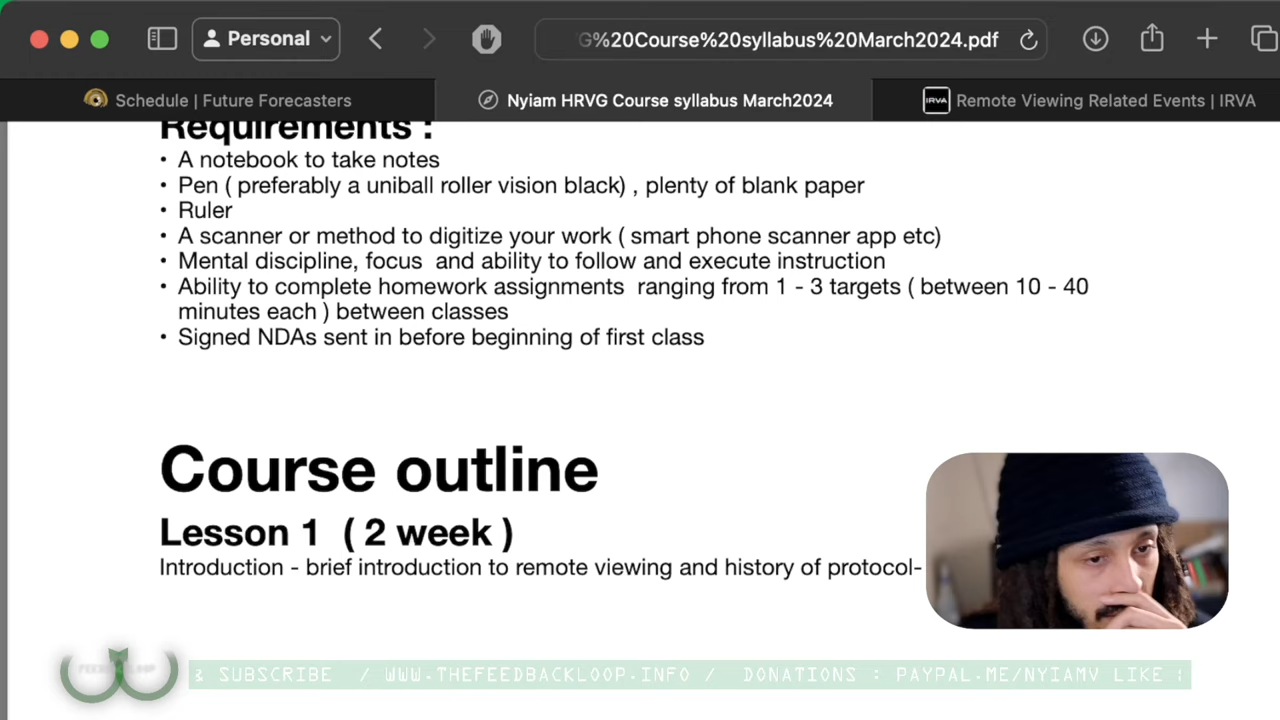 Personal
G%20Course%20syllabus%20March2024.pdf
Schedule | Future Forecasters
Nyiam HRVG Course syllabus March2024
IRVA
Remote Viewing Related Events | IRVA
Requirements :
• A notebook to take notes
• Pen ( preferably a uniball roller vision black) , plenty of blank paper
• Ruler
• A scanner or method to digitize your work ( smart phone scanner app etc)
• Mental discipline, focus and ability to follow and execute instruction
• Ability to complete homework assignments ranging from 1 - 3 targets ( between 10 - 40
minutes each ) between classes
• Signed NDAs sent in before beginning of first class
Course outline
Lesson 1 ( 2 week )
Introduction - brief introduction to remote viewing and history of protocol-
FEEDBACK LOOP
& SUBSCRIBE / WWW.THEFEEDBACKLOOP.INFO / DONATIONS : PAYPAL.ME/NYIAMV LIKE